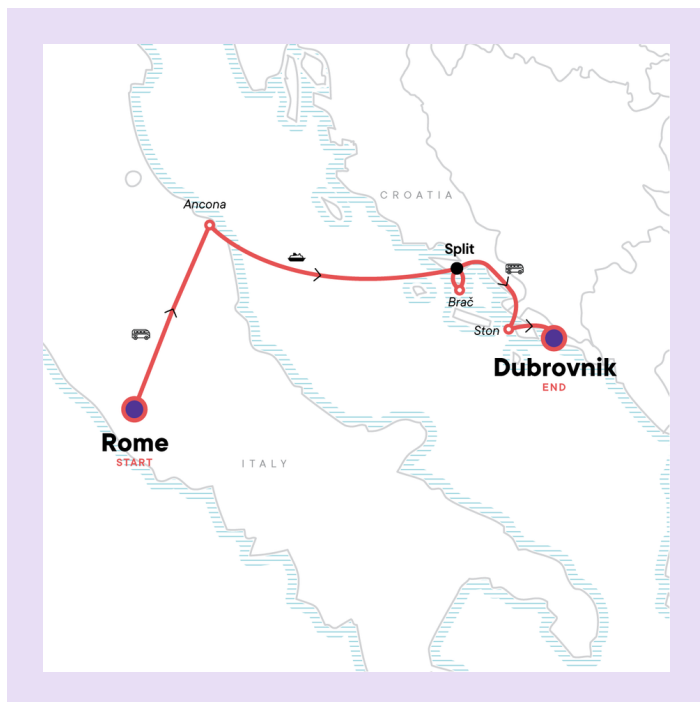 CROATIA
Ancona
Split
Brač
Ston
Dubrovnik
END
Rome
START
ITALY